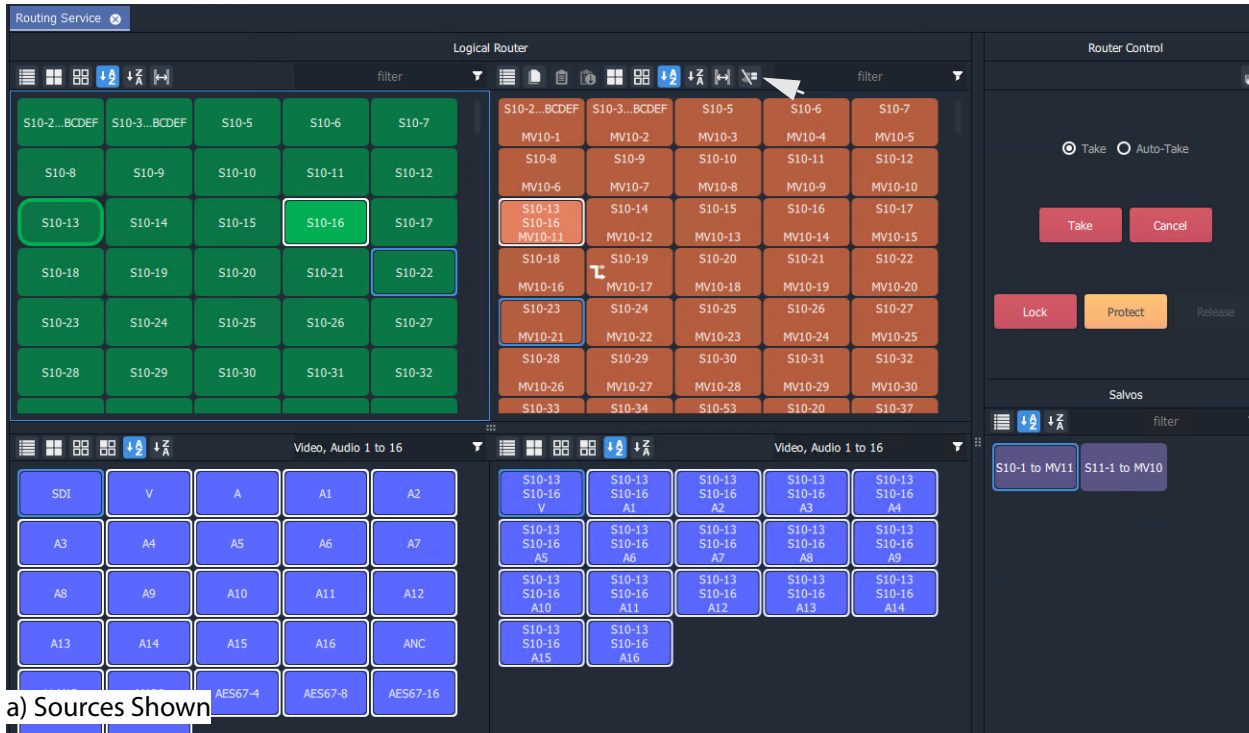 Routing Service
Logical Router
Router Control
filter
filter
S10-2...BCDEF S10-3...BCDEF S10-5 S10-6 S10-7
S10-8 S10-9 S10-10 S10-11 S10-12
S10-13 S10-14 S10-15 S10-16 S10-17
S10-18 S10-19 S10-20 S10-21 S10-22
S10-23 S10-24 S10-25 S10-26 S10-27
S10-28 S10-29 S10-30 S10-31 S10-32
S10-2...BCDEF S10-3...BCDEF S10-5 S10-6 S10-7
MV10-1 MV10-2 MV10-3 MV10-4 MV10-5
S10-8 S10-9 S10-10 S10-11 S10-12
MV10-6 MV10-7 MV10-8 MV10-9 MV10-10
S10-13 S10-14 S10-15 S10-16 S10-17
S10-16
MV10-11 MV10-12 MV10-13 MV10-14 MV10-15
S10-18 S10-19 S10-20 S10-21 S10-22
MV10-16 MV10-17 MV10-18 MV10-19 MV10-20
S10-23 S10-24 S10-25 S10-26 S10-27
MV10-21 MV10-22 MV10-23 MV10-24 MV10-25
S10-28 S10-29 S10-30 S10-31 S10-32
MV10-26 MV10-27 MV10-28 MV10-29 MV10-30
S10-33 S10-34 S10-53 S10-20 S10-37
Take Auto-Take
Take Cancel
Lock Protect Release
Salvos
filter
S10-1 to MV11 S11-1 to MV10
Video, Audio 1 to 16
SDI V A A1 A2
A3 A4 A5 A6 A7
A8 A9 A10 A11 A12
A13 A14 A15 A16 ANC
AES67-4 AES67-8 AES67-16
Video, Audio 1 to 16
S10-13 S10-13 S10-13 S10-13 S10-13
S10-16 S10-16 S10-16 S10-16 S10-16
V A1 A2 A3 A4
S10-13 S10-13 S10-13 S10-13 S10-13
S10-16 S10-16 S10-16 S10-16 S10-16
A5 A6 A7 A8 A9
S10-13 S10-13 S10-13 S10-13 S10-13
S10-16 S10-16 S10-16 S10-16 S10-16
A10 A11 A12 A13 A14
S10-13 S10-13
S10-16 S10-16
A15 A16
a) Sources Shown